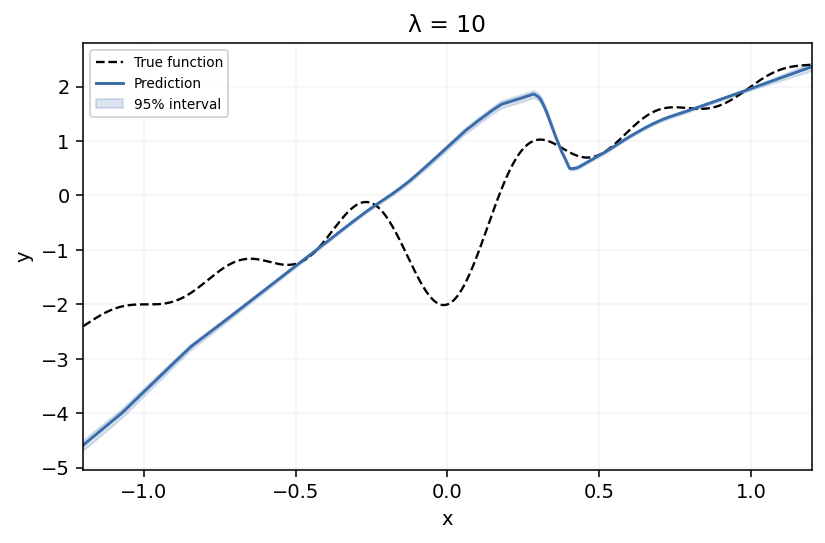 λ = 10
True function
Prediction
95% interval
y
2
1
0
−1
−2
−3
−4
−5
−1.0 −0.5 0.0 0.5 1.0
x